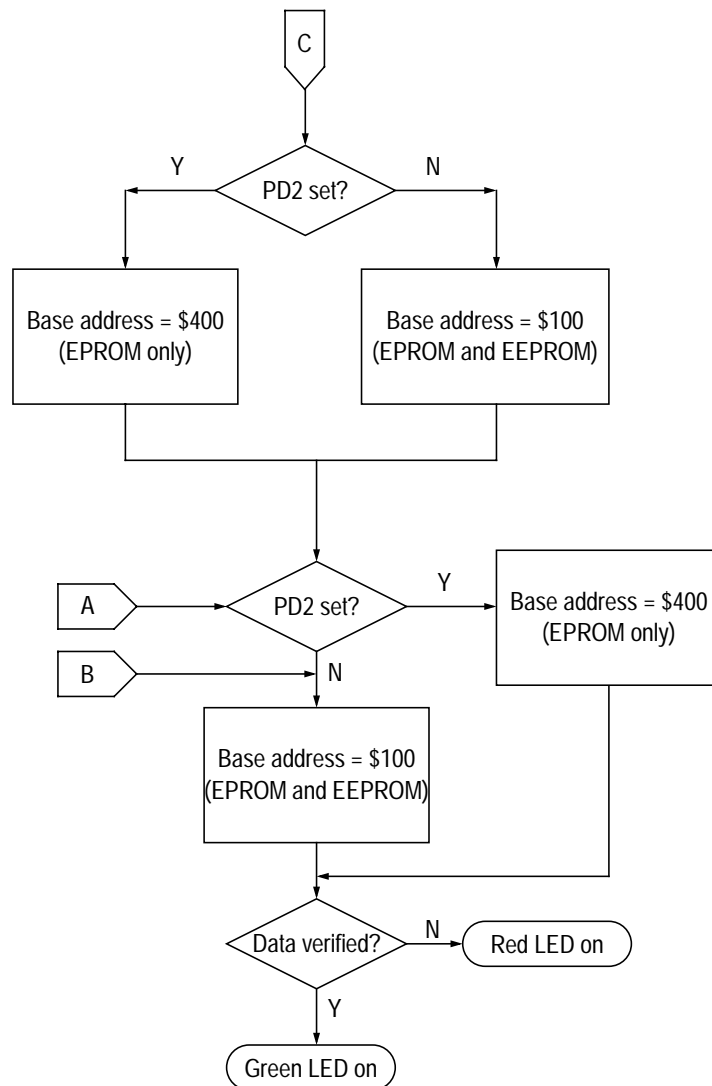 C
Y
PD2 set?
N
Base address = $400
(EPROM only)
Base address = $100
(EPROM and EEPROM)
A
PD2 set?
Y
Base address = $400
(EPROM only)
B
N
Base address = $100
(EPROM and EEPROM)
Data verified?
N
Red LED on
Y
Green LED on